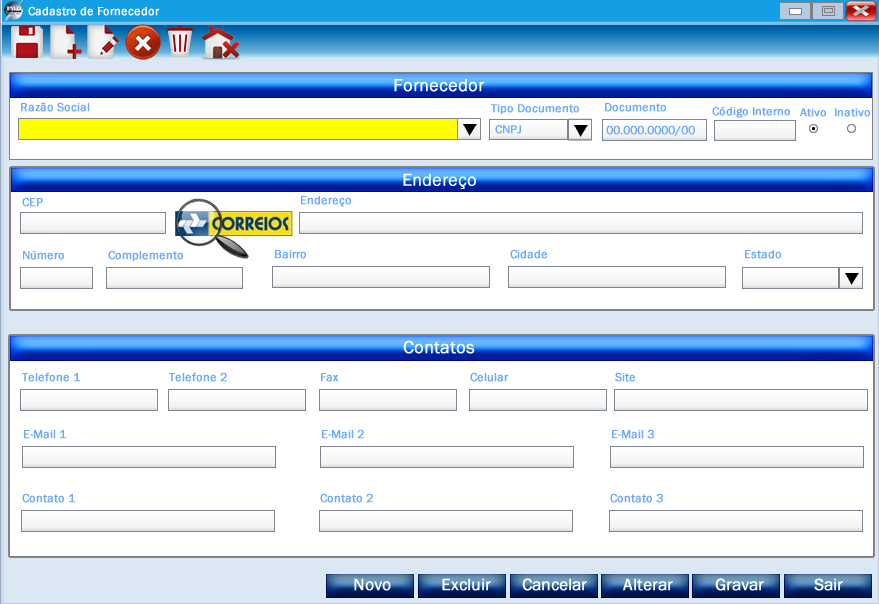 Cadastro de Fornecedor
Fornecedor
Razão Social Tipo Documento Documento Código Interno Ativo Inativo
CNPJ 00.000.0000/00
Endereço
CEP CORREIOS Endereço
Número Complemento Bairro Cidade Estado
Contatos
Telefone 1 Telefone 2 Fax Celular Site
E-Mail 1 E-Mail 2 E-Mail 3
Contato 1 Contato 2 Contato 3
Novo Excluir Cancelar Alterar Gravar Sair